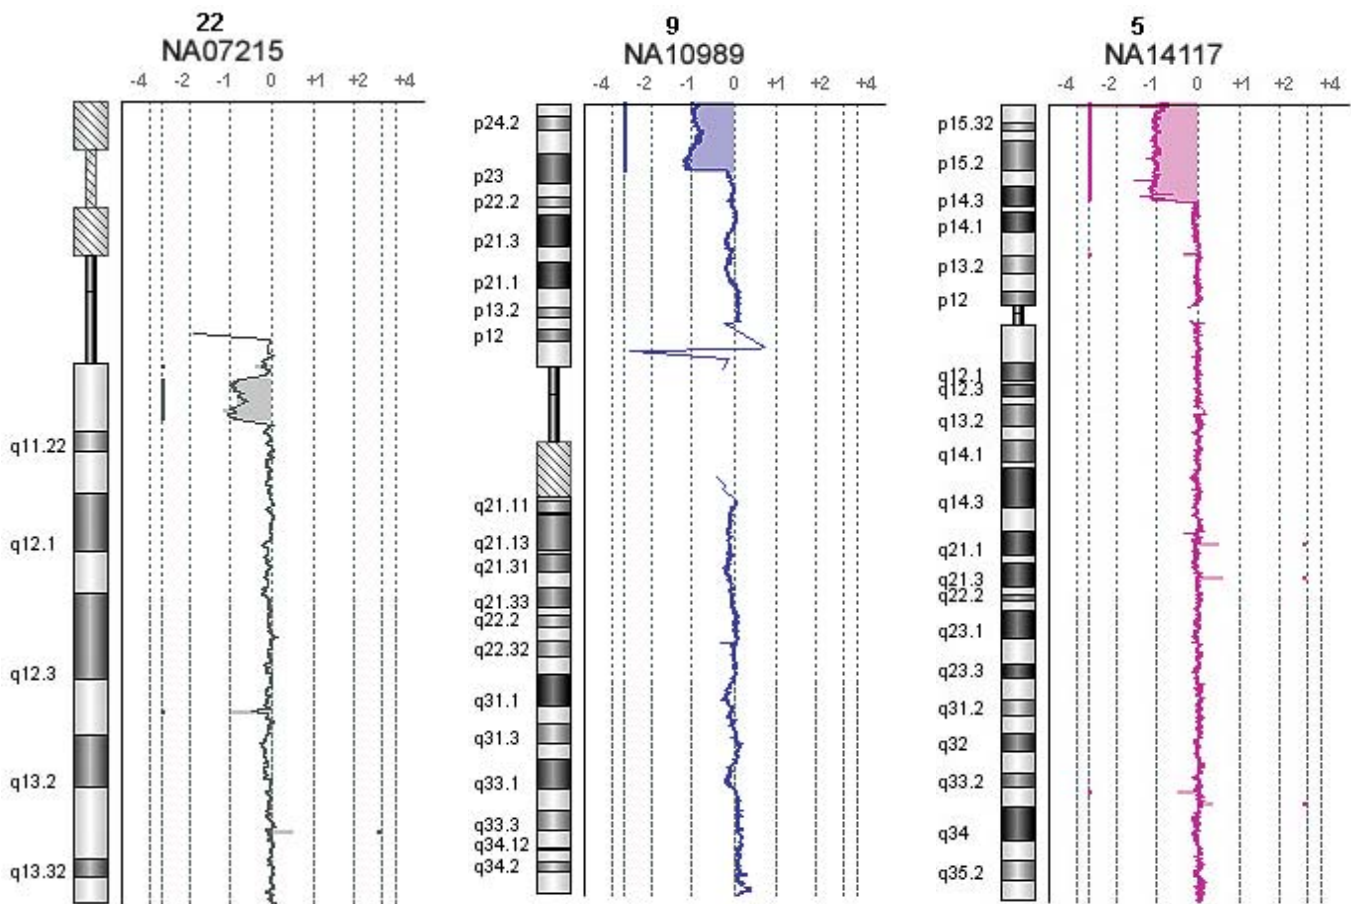 22
NA07215
-4 -2 -1 0 +1 +2 +4
q11.22
q12.1
q12.3
q13.2
q13.32
9
NA10989
-4 -2 -1 0 +1 +2 +4
p24.2
p23
p22.2
p21.3
p21.1
p13.2
p12
q21.11
q21.13
q21.31
q21.33
q22.2
q22.32
q31.1
q31.3
q33.1
q33.3
q34.12
q34.2
5
NA14117
-4 -2 -1 0 +1 +2 +4
p15.32
p15.2
p14.3
p14.1
p13.2
p12
q12.1
q12.3
q13.2
q14.1
q14.3
q21.1
q21.3
q22.2
q23.1
q23.3
q31.2
q32
q33.2
q34
q35.2